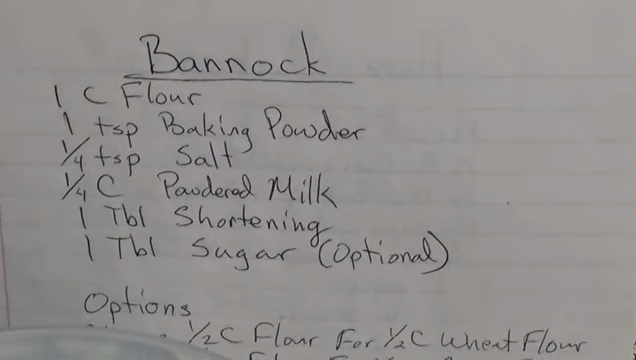 Bannock
1 C Flour
1 tsp Baking Powder
1/4 tsp Salt
1/4 C Powdered Milk
1 Tbl Shortening
1 Tbl Sugar (Optional)
Options
1/2 C Flour For 1/2 C Wheat Flour